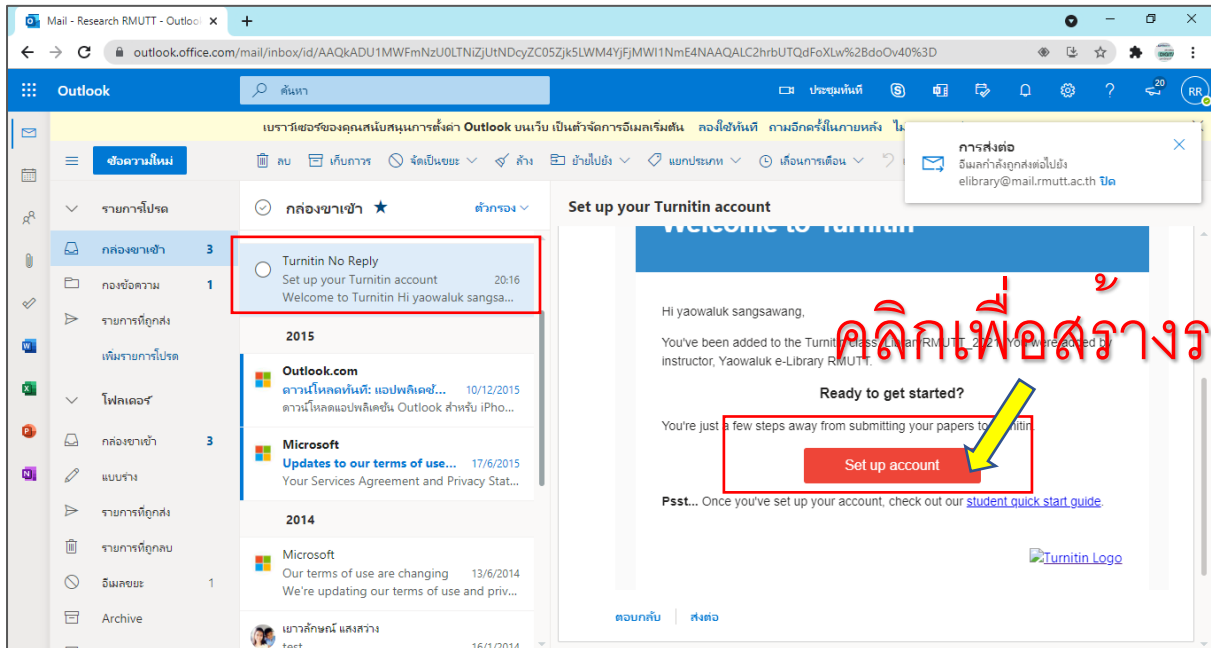 Mail - Research RMUTT - Outlool
outlook.office.com/mail/inbox/id/AAQkADU1MWFmNzU0LTNiZjUtNDcyZC05Zjk5LWM4YjFjMWI1NmE4NAAQALC2hrbUTQdFoXLw%2BdoOv40%3D
Outlook
ค้นหา
ประชุมทันที
20
RR
เบราว์เซอร์ของคุณสนับสนุนการตั้งค่า Outlook บนเว็บ เป็นตัวจัดการอีเมลเริ่มต้น ลองใช้ทันที ถามอีกครั้งในภายหลัง
การส่งต่อ
อีเมลกำลังถูกส่งต่อไปยัง
elibrary@mail.rmutt.ac.th ปิด
ข้อความใหม่
ลบ เก็บถาวร จัดเป็นขยะ ล้าง ย้ายไปยัง แยกประเภท เลื่อนการเตือน
รายการโปรด
กล่องขาเข้า 3
กองข้อความ 1
รายการที่ถูกส่ง
เพิ่มรายการโปรด
โฟลเดอร์
กล่องขาเข้า 3
แบบร่าง
รายการที่ถูกส่ง
รายการที่ถูกลบ
อีเมลขยะ 1
Archive
กล่องขาเข้า ★ ตัวกรอง
Turnitin No Reply
Set up your Turnitin account 20:16
Welcome to Turnitin Hi yaowaluk sangsa...
2015
Outlook.com
ดาวน์โหลดทันที: แอปพลิเคชั... 10/12/2015
ดาวน์โหลดแอปพลิเคชัน Outlook สำหรับ iPho...
Microsoft
Updates to our terms of use... 17/6/2015
Your Services Agreement and Privacy Stat...
2014
Microsoft
Our terms of use are changing 13/6/2014
We're updating our terms of use and priv...
เยาวลักษณ์ แสงสว่าง
test 16/1/2014
Set up your Turnitin account
Welcome to Turnitin
Hi yaowaluk sangsawang,
คลิกเพื่อสร้างร
You've been added to the Turnitin class, LibraryRMUTT_2021. You were added by
instructor, Yaowaluk e-Library RMUTT.
Ready to get started?
You're just a few steps away from submitting your papers to Turnitin.
Set up account
Psst... Once you've set up your account, check out our student quick start guide.
Turnitin Logo
ตอบกลับ ส่งต่อ